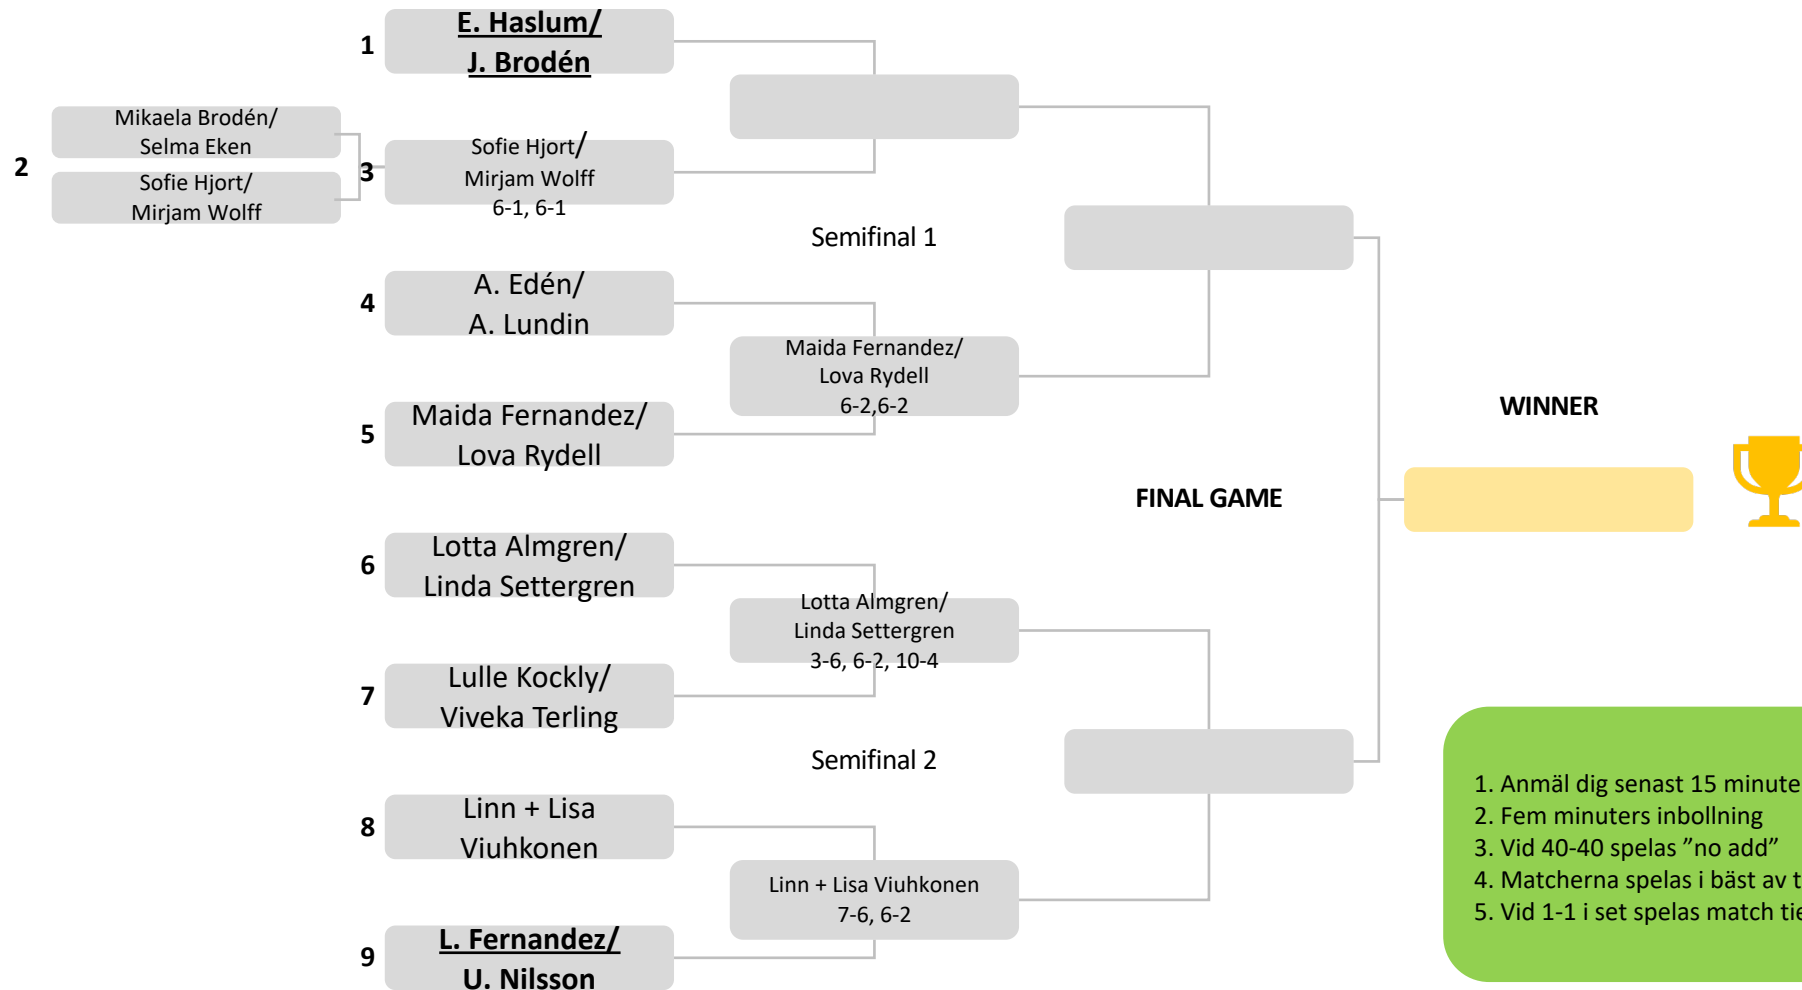 1
E. Haslum/
J. Brodén
2
Mikaela Brodén/
Selma Eken
Sofie Hjort/
Mirjam Wolff
3
Sofie Hjort/
Mirjam Wolff
6-1, 6-1
Semifinal 1
4
A. Edén/
A. Lundin
Maida Fernandez/
Lova Rydell
6-2,6-2
5
Maida Fernandez/
Lova Rydell
WINNER
FINAL GAME
6
Lotta Almgren/
Linda Settergren
Lotta Almgren/
Linda Settergren
3-6, 6-2, 10-4
7
Lulle Kockly/
Viveka Terling
Semifinal 2
8
Linn + Lisa
Viuhkonen
Linn + Lisa Viuhkonen
7-6, 6-2
9
L. Fernandez/
U. Nilsson
1. Anmäl dig senast 15 minute
2. Fem minuters inbollning
3. Vid 40-40 spelas ”no add”
4. Matcherna spelas i bäst av t
5. Vid 1-1 i set spelas match tie